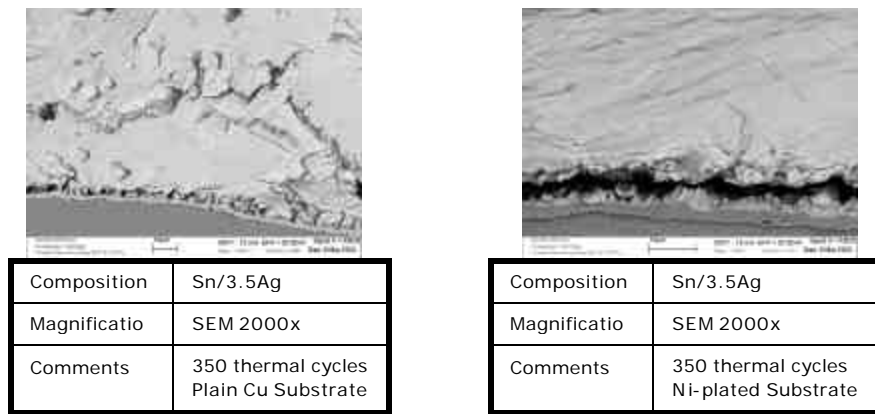 Composition Sn/3.5Ag
Magnificatio SEM 2000x
Comments 350 thermal cycles
Plain Cu Substrate
Composition Sn/3.5Ag
Magnificatio SEM 2000x
Comments 350 thermal cycles
Ni-plated Substrate